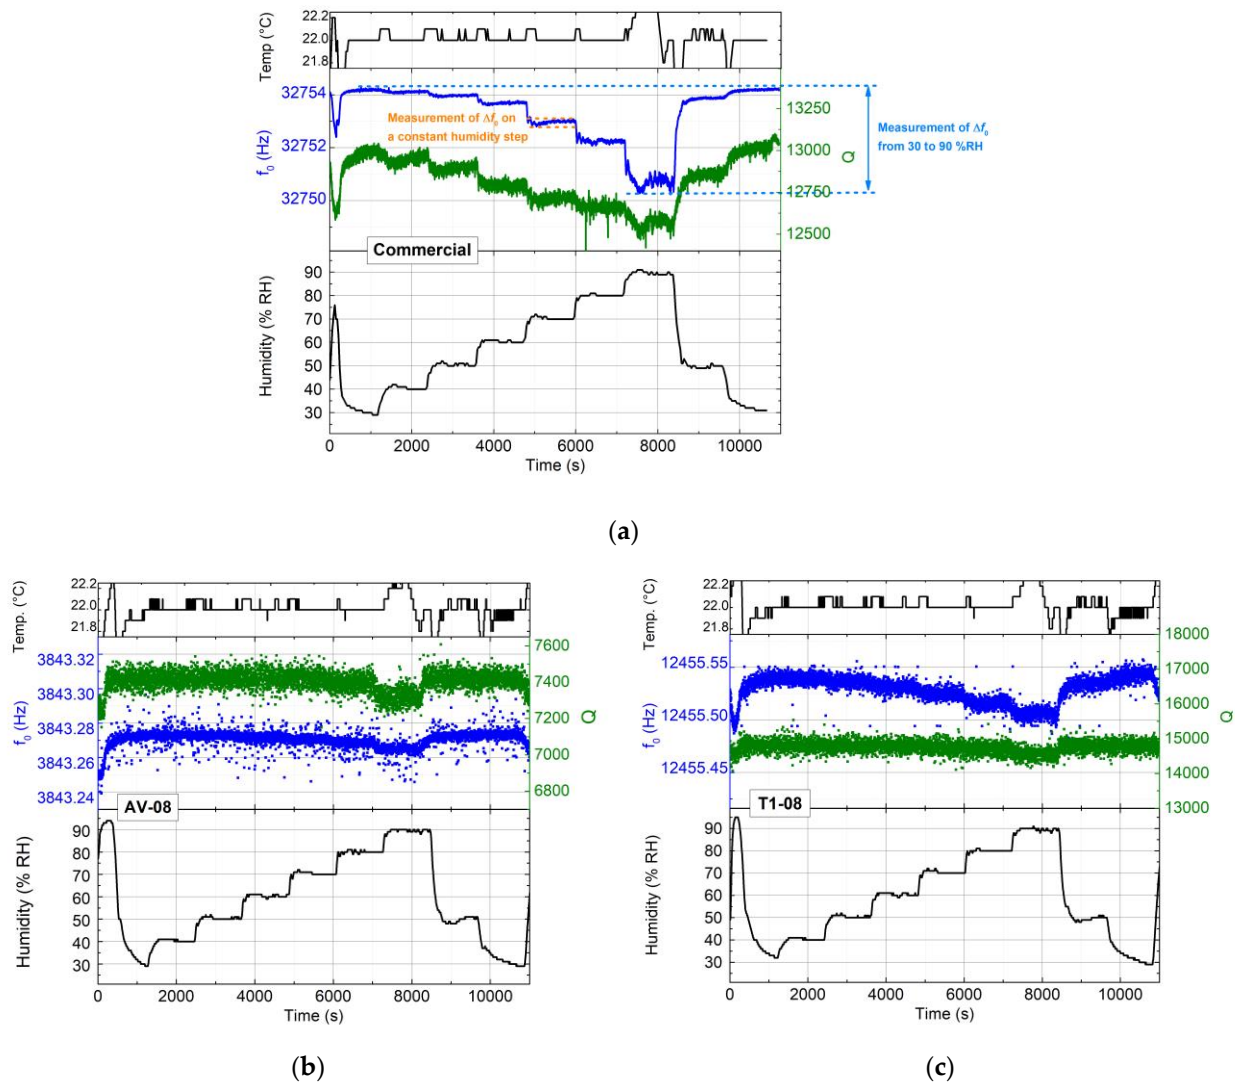 22.2
22.0
21.8
Temp (°C)
32754
32752
32750
f₀ (Hz)
13250
13000
12750
12500
Q
Measurement of Δf₀ on
a constant humidity step
Measurement of Δf₀
from 30 to 90 %RH
Commercial
90
80
70
60
50
40
30
Humidity (% RH)
0 2000 4000 6000 8000 10000
Time (s)
(a)
22.2
22.0
21.8
Temp. (°C)
3843.32
3843.30
3843.28
3843.26
3843.24
f₀ (Hz)
7600
7400
7200
7000
6800
Q
AV-08
90
80
70
60
50
40
30
Humidity (% RH)
0 2000 4000 6000 8000 10000
Time (s)
(b)
22.2
22.0
21.8
Temp. (°C)
12455.55
12455.50
12455.45
f₀ (Hz)
18000
17000
16000
15000
14000
13000
Q
T1-08
90
80
70
60
50
40
30
Humidity (% RH)
0 2000 4000 6000 8000 10000
Time (s)
(c)